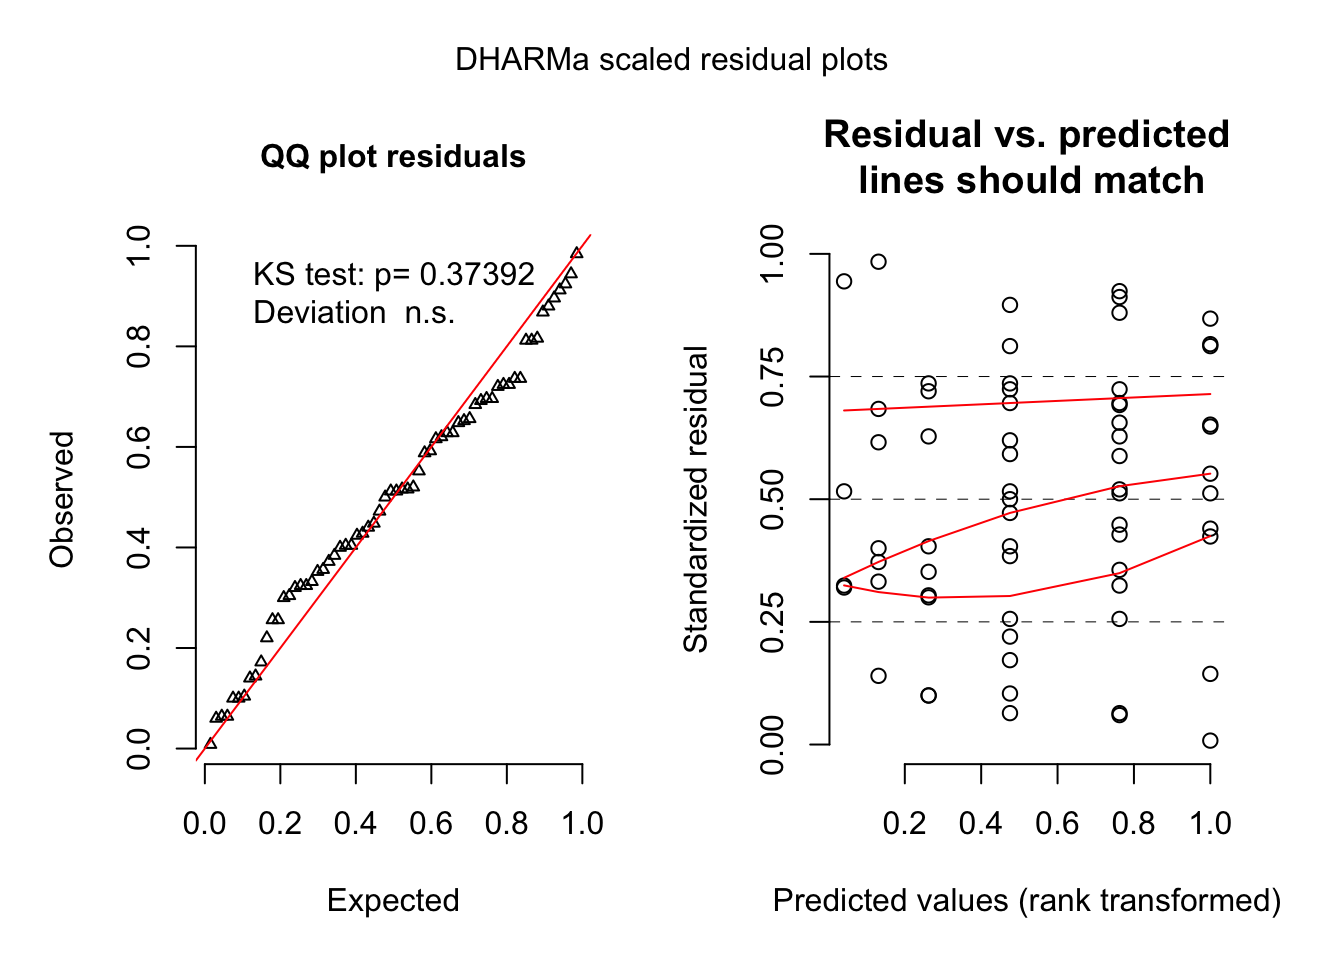 DHARMa scaled residual plots
QQ plot residuals
KS test: p= 0.37392
Deviation  n.s.
Observed
0.0 0.2 0.4 0.6 0.8 1.0
0.0 0.2 0.4 0.6 0.8 1.0
Expected
Residual vs. predicted
lines should match
Standardized residual
0.00 0.25 0.50 0.75 1.00
0.2 0.4 0.6 0.8 1.0
Predicted values (rank transformed)